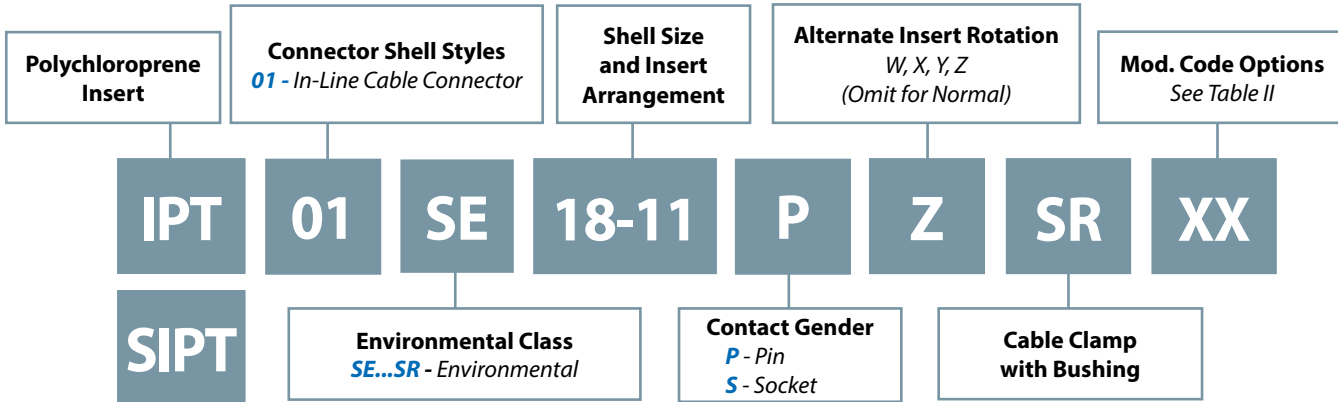 Polychloroprene
Insert
Connector Shell Styles
01 - In-Line Cable Connector
Shell Size
and Insert
Arrangement
Alternate Insert Rotation
W, X, Y, Z
(Omit for Normal)
Mod. Code Options
See Table II
IPT 01 SE 18-11 P Z SR XX
SIPT
Environmental Class
SE...SR - Environmental
Contact Gender
P - Pin
S - Socket
Cable Clamp
with Bushing